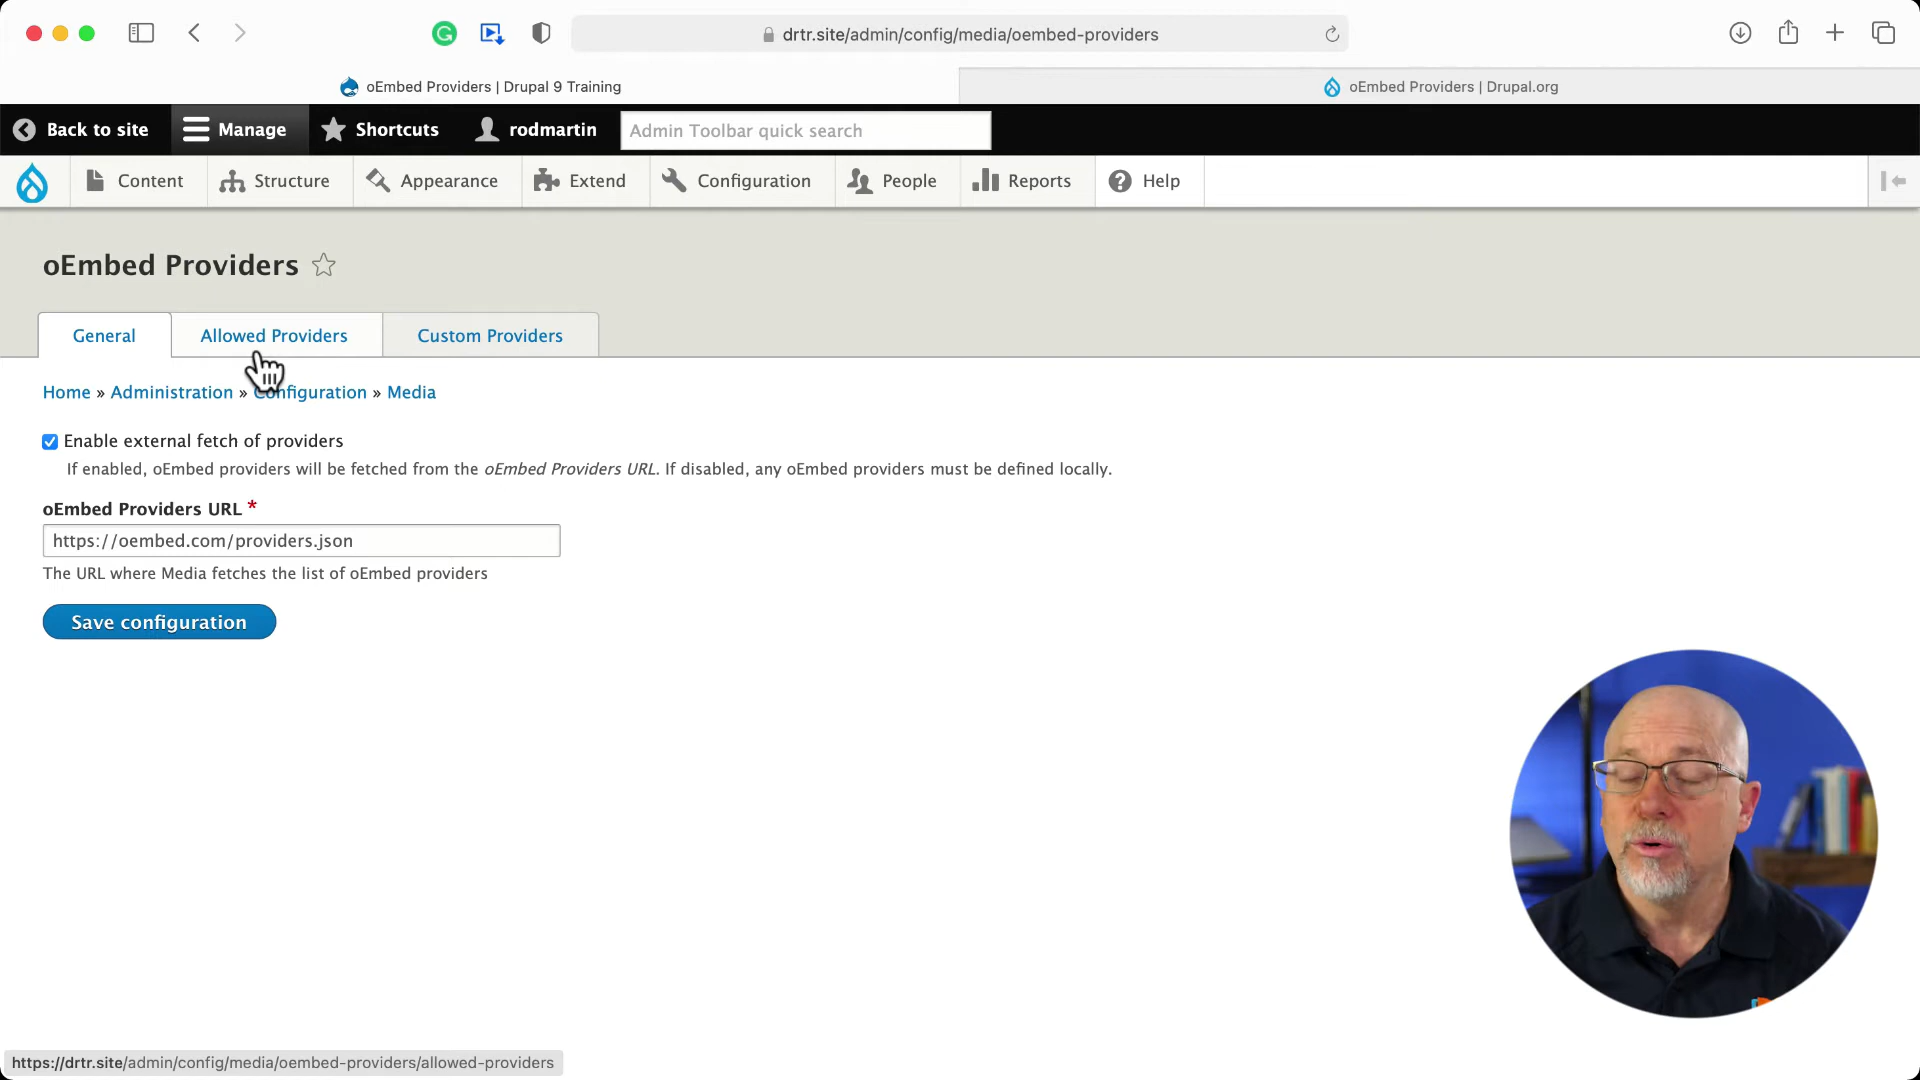 drtr.site/admin/config/media/oembed-providers
oEmbed Providers | Drupal 9 Training
oEmbed Providers | Drupal.org
Back to site
Manage
Shortcuts
rodmartin
Admin Toolbar quick search
Content
Structure
Appearance
Extend
Configuration
People
Reports
Help
oEmbed Providers
General
Allowed Providers
Custom Providers
Home » Administration » Configuration » Media
Enable external fetch of providers
If enabled, oEmbed providers will be fetched from the oEmbed Providers URL. If disabled, any oEmbed providers must be defined locally.
oEmbed Providers URL *
https://oembed.com/providers.json
The URL where Media fetches the list of oEmbed providers
Save configuration
https://drtr.site/admin/config/media/oembed-providers/allowed-providers